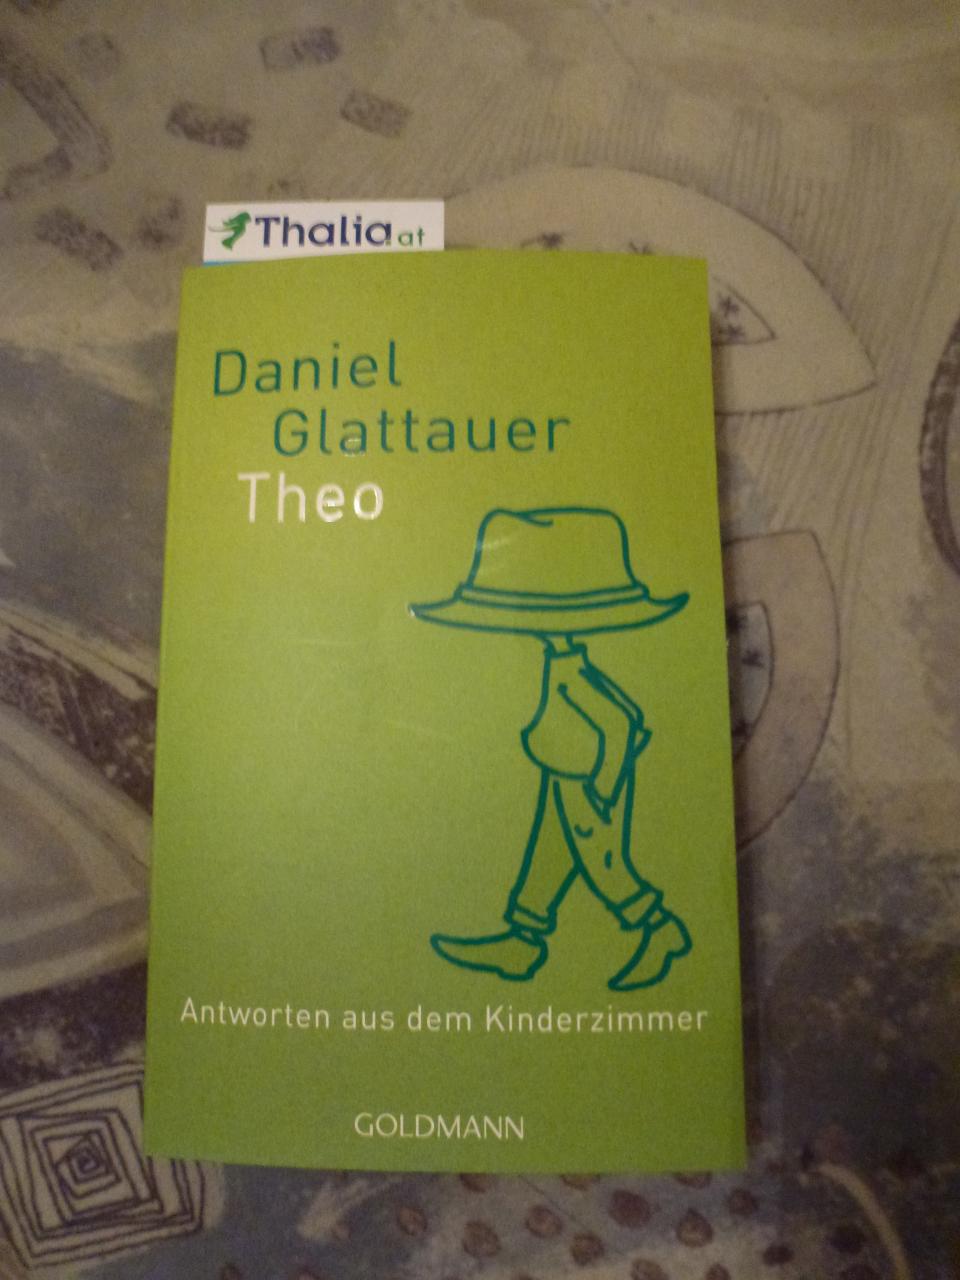 Thalia.at
Daniel
Glattauer
Theo
Antworten aus dem Kinderzimmer
GOLDMANN